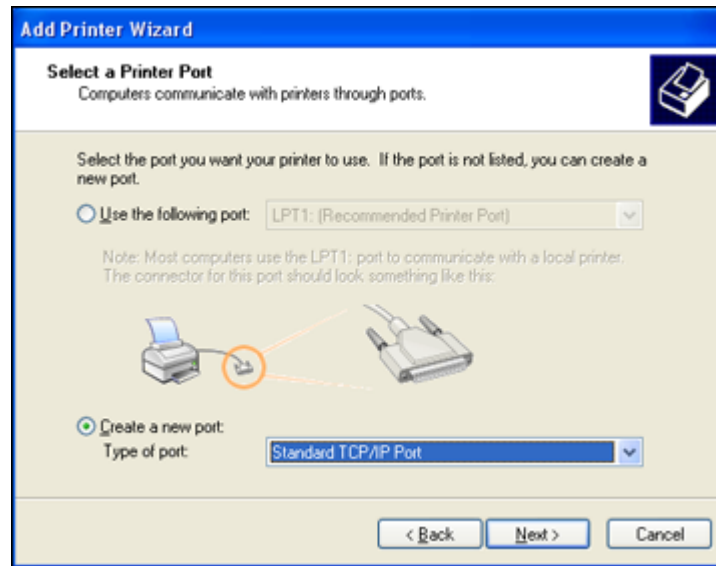 Add Printer Wizard
Select a Printer Port
Computers communicate with printers through ports.
Select the port you want your printer to use. If the port is not listed, you can create a
new port.
Use the following port: LPT1: (Recommended Printer Port)
Note: Most computers use the LPT1: port to communicate with a local printer.
The connector for this port should look something like this:
Create a new port:
Type of port: Standard TCP/IP Port
< Back Next > Cancel